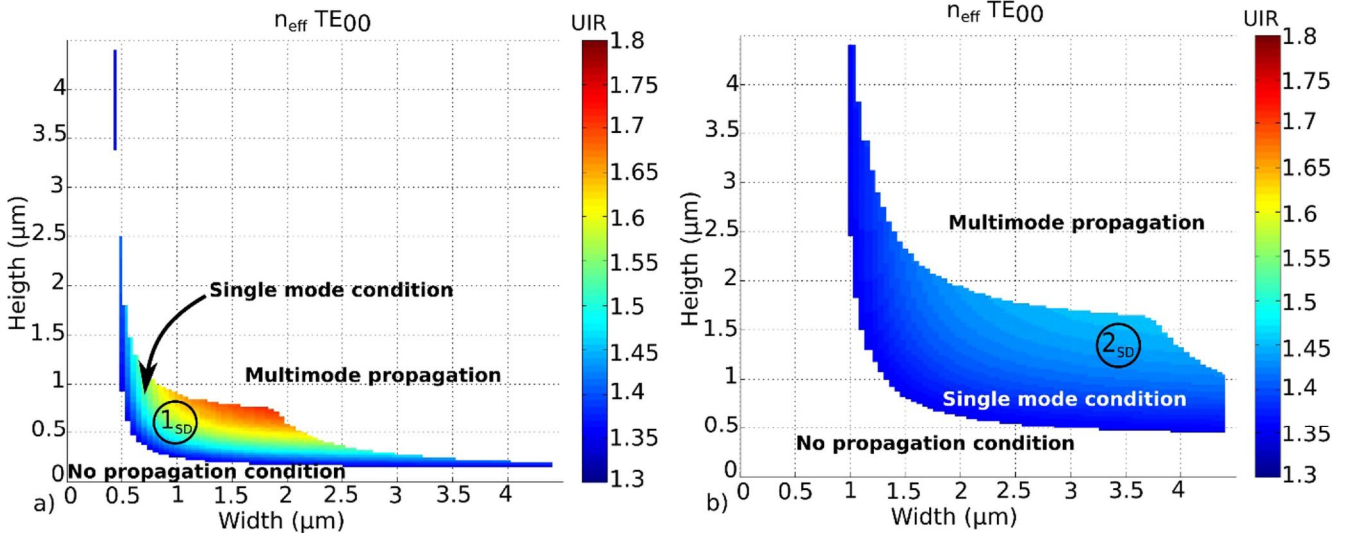 n_eff TE_00
UIR
1.8
1.75
1.7
1.65
1.6
1.55
1.5
1.45
1.4
1.35
1.3
4
3.5
3
2.5
2
1.5
1
0.5
0
Heigth (μm)
Single mode condition
Multimode propagation
1_SD
No propagation condition
0 0.5 1 1.5 2 2.5 3 3.5 4
a)
Width (μm)
n_eff TE_00
UIR
1.8
1.75
1.7
1.65
1.6
1.55
1.5
1.45
1.4
1.35
1.3
4
3.5
3
2.5
2
1.5
1
0.5
0
Heigth (μm)
Multimode propagation
2_SD
Single mode condition
No propagation condition
0 0.5 1 1.5 2 2.5 3 3.5 4
b)
Width (μm)